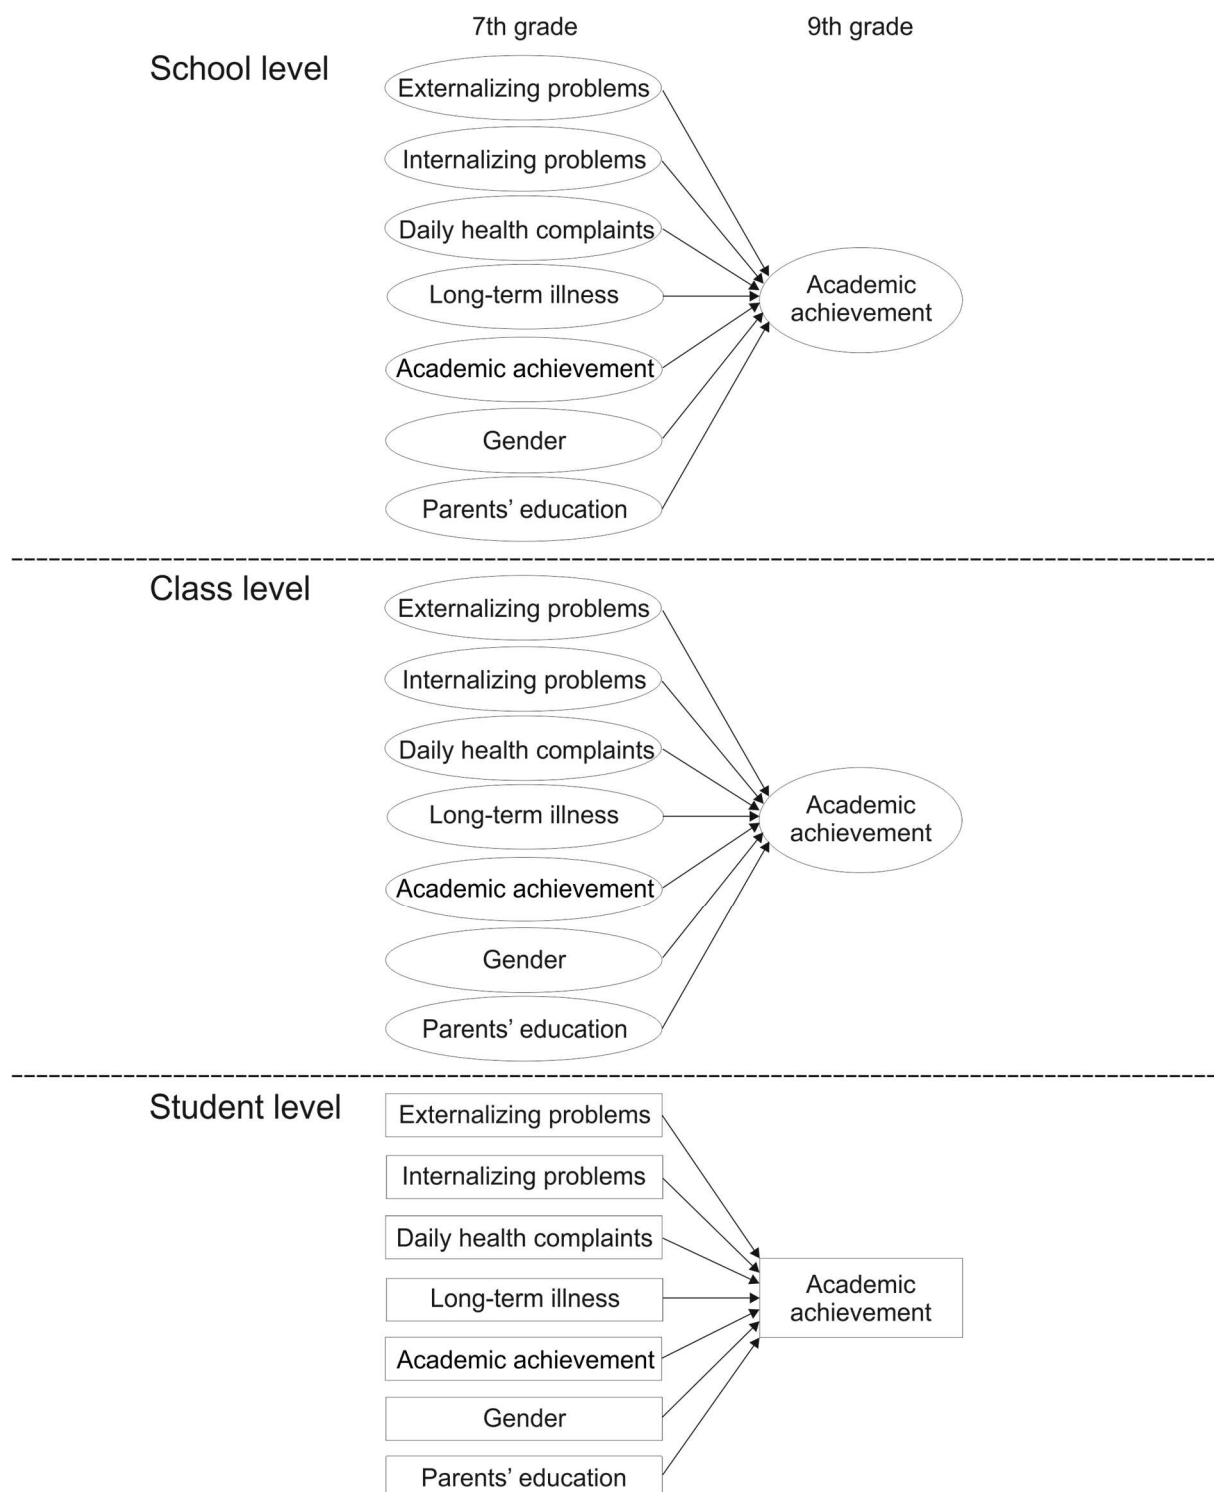 7th grade 9th grade
School level
Externalizing problems
Internalizing problems
Daily health complaints
Long-term illness
Academic achievement
Gender
Parents’ education
Academic
achievement
Class level
Externalizing problems
Internalizing problems
Daily health complaints
Long-term illness
Academic achievement
Gender
Parents’ education
Academic
achievement
Student level
Externalizing problems
Internalizing problems
Daily health complaints
Long-term illness
Academic achievement
Gender
Parents’ education
Academic
achievement